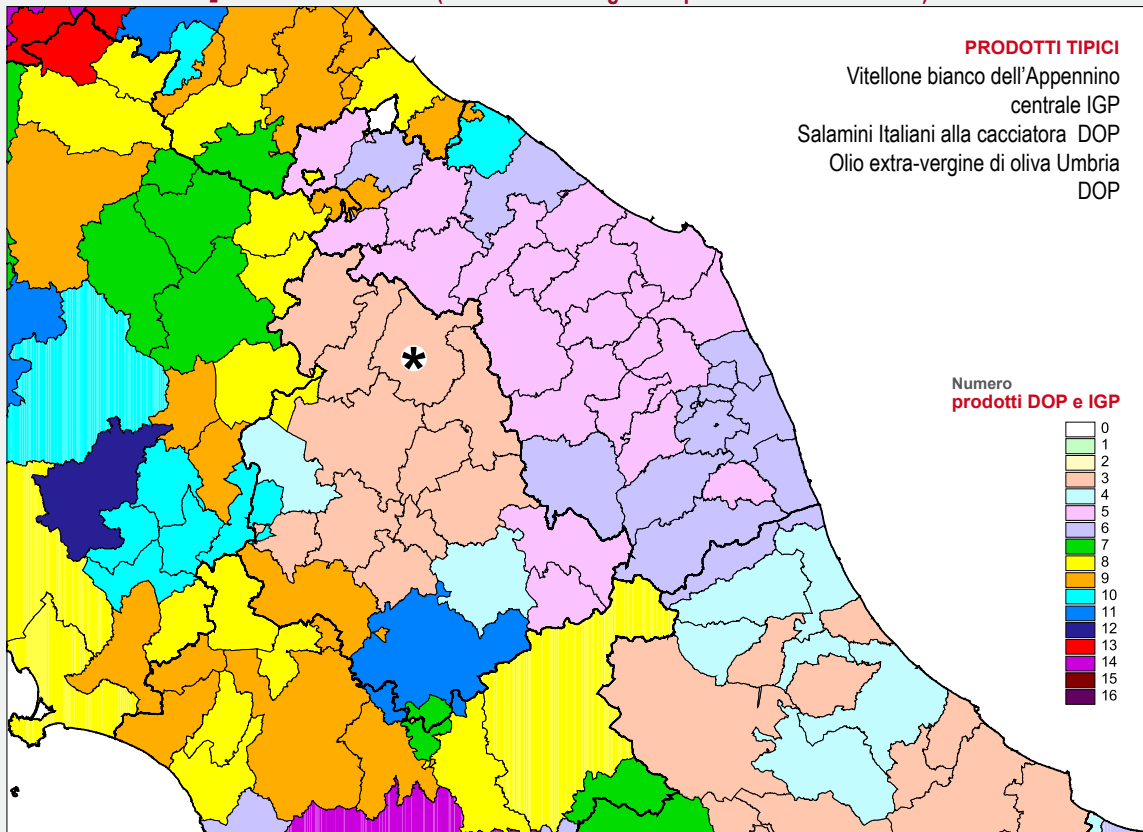 PRODOTTI TIPICI
Vitellone bianco dell'Appennino
centrale IGP
Salamini Italiani alla cacciatora DOP
Olio extra-vergine di oliva Umbria
DOP
*
Numero
prodotti DOP e IGP
0
1
2
3
4
5
6
7
8
9
10
11
12
13
14
15
16